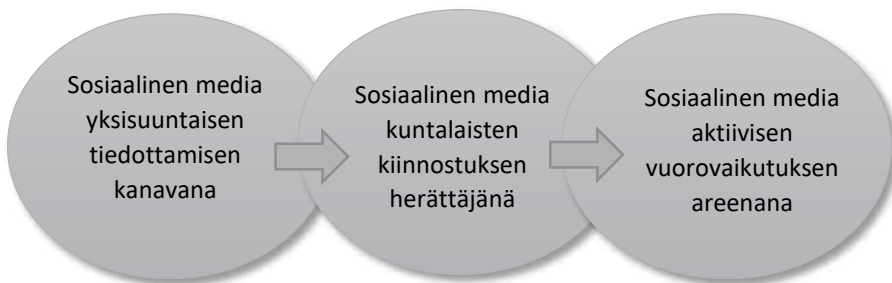 Sosiaalinen media
yksisuuntaisen
tiedottamisen
kanavana
Sosiaalinen media
kuntalaisten
kiinnostuksen
herättäjänä
Sosiaalinen media
aktiivisen
vuorovaikutuksen
areenana